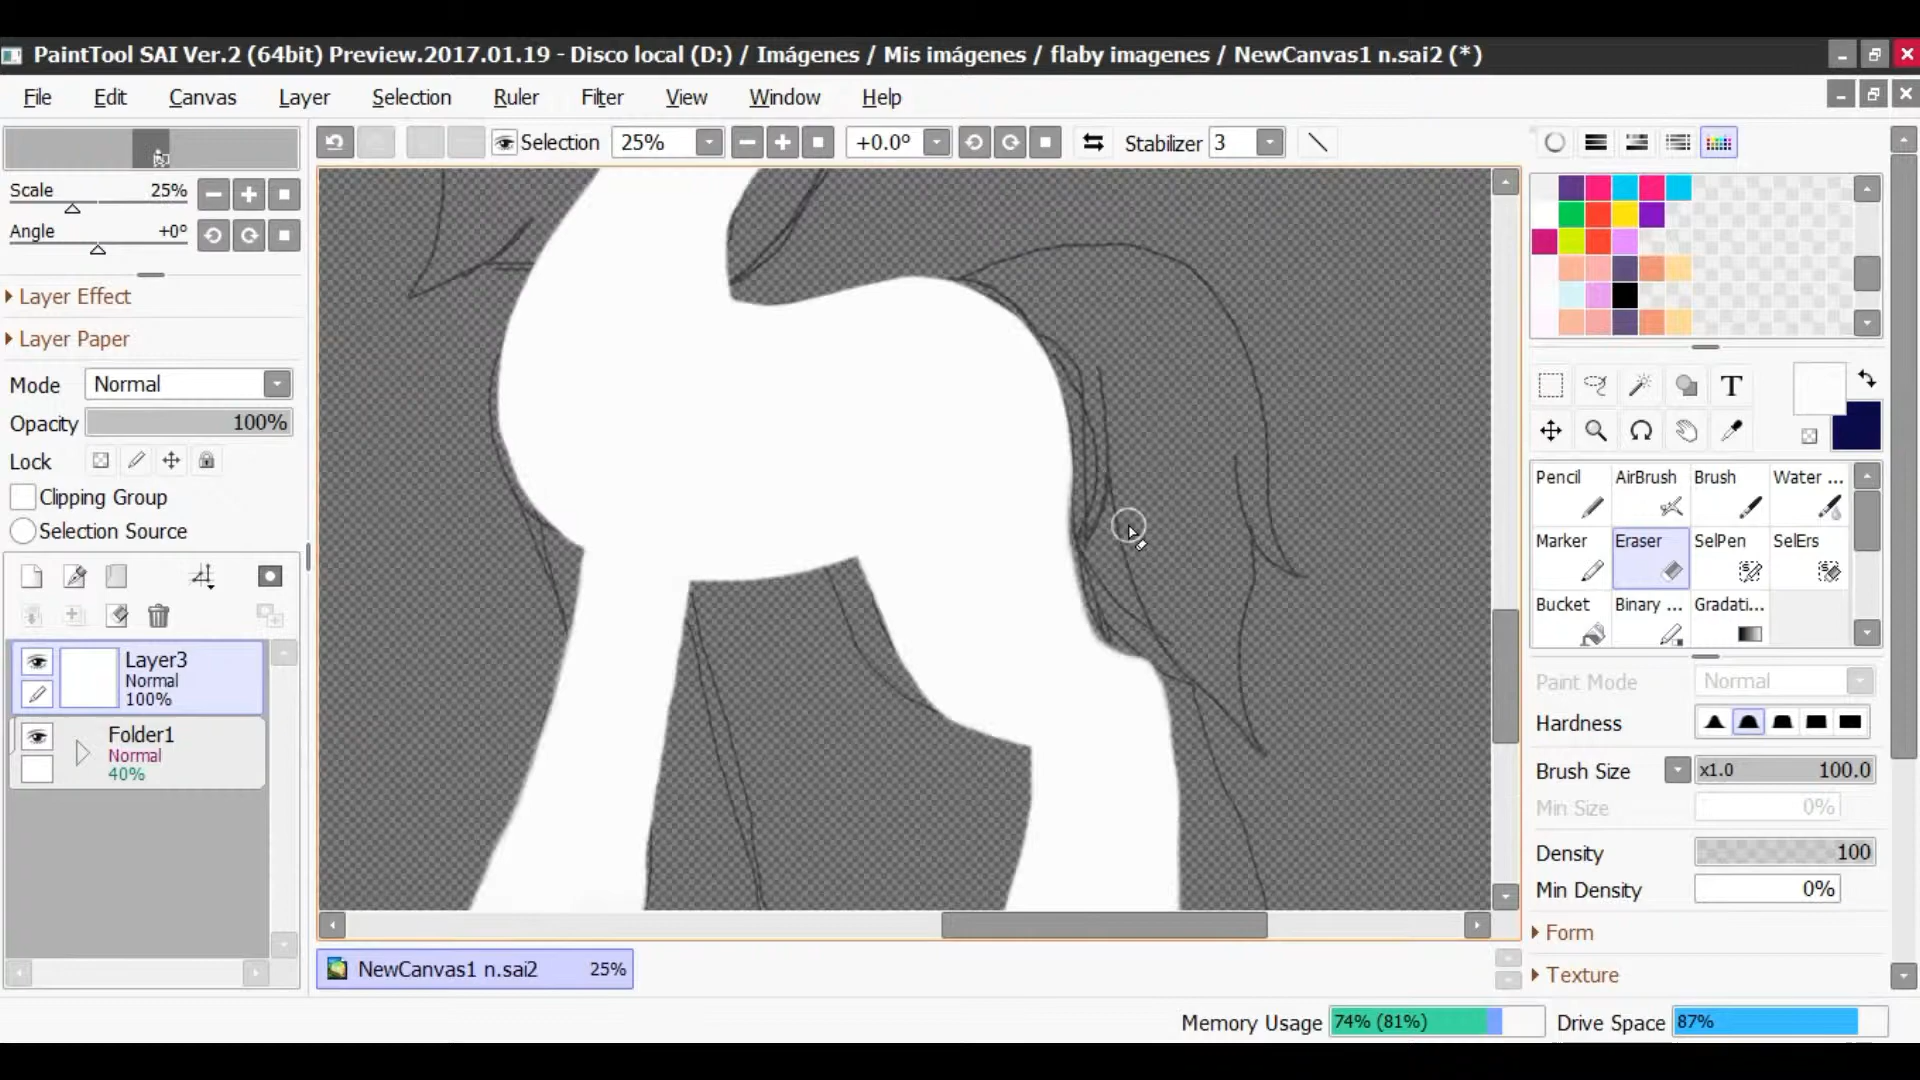 PaintTool SAI Ver.2 (64bit) Preview.2017.01.19 - Disco local (D:) / Imágenes / Mis imágenes / flaby imagenes / NewCanvas1 n.sai2 (*)
File Edit Canvas Layer Selection Ruler Filter View Window Help
Selection 25% +0.0º Stabilizer 3
Scale 25%
Angle +0º
Layer Effect
Layer Paper
Mode Normal
Opacity 100%
Lock
Clipping Group
Selection Source
Layer3
Normal
100%
Folder1
Normal
40%
T
Pencil AirBrush Brush Water ...
Marker Eraser SelPen SelErs
Bucket Binary ... Gradati...
Paint Mode Normal
Hardness
Brush Size x1.0 100.0
Min Size 0%
Density 100
Min Density 0%
Form
Texture
NewCanvas1 n.sai2 25%
Memory Usage 74% (81%) Drive Space 87%